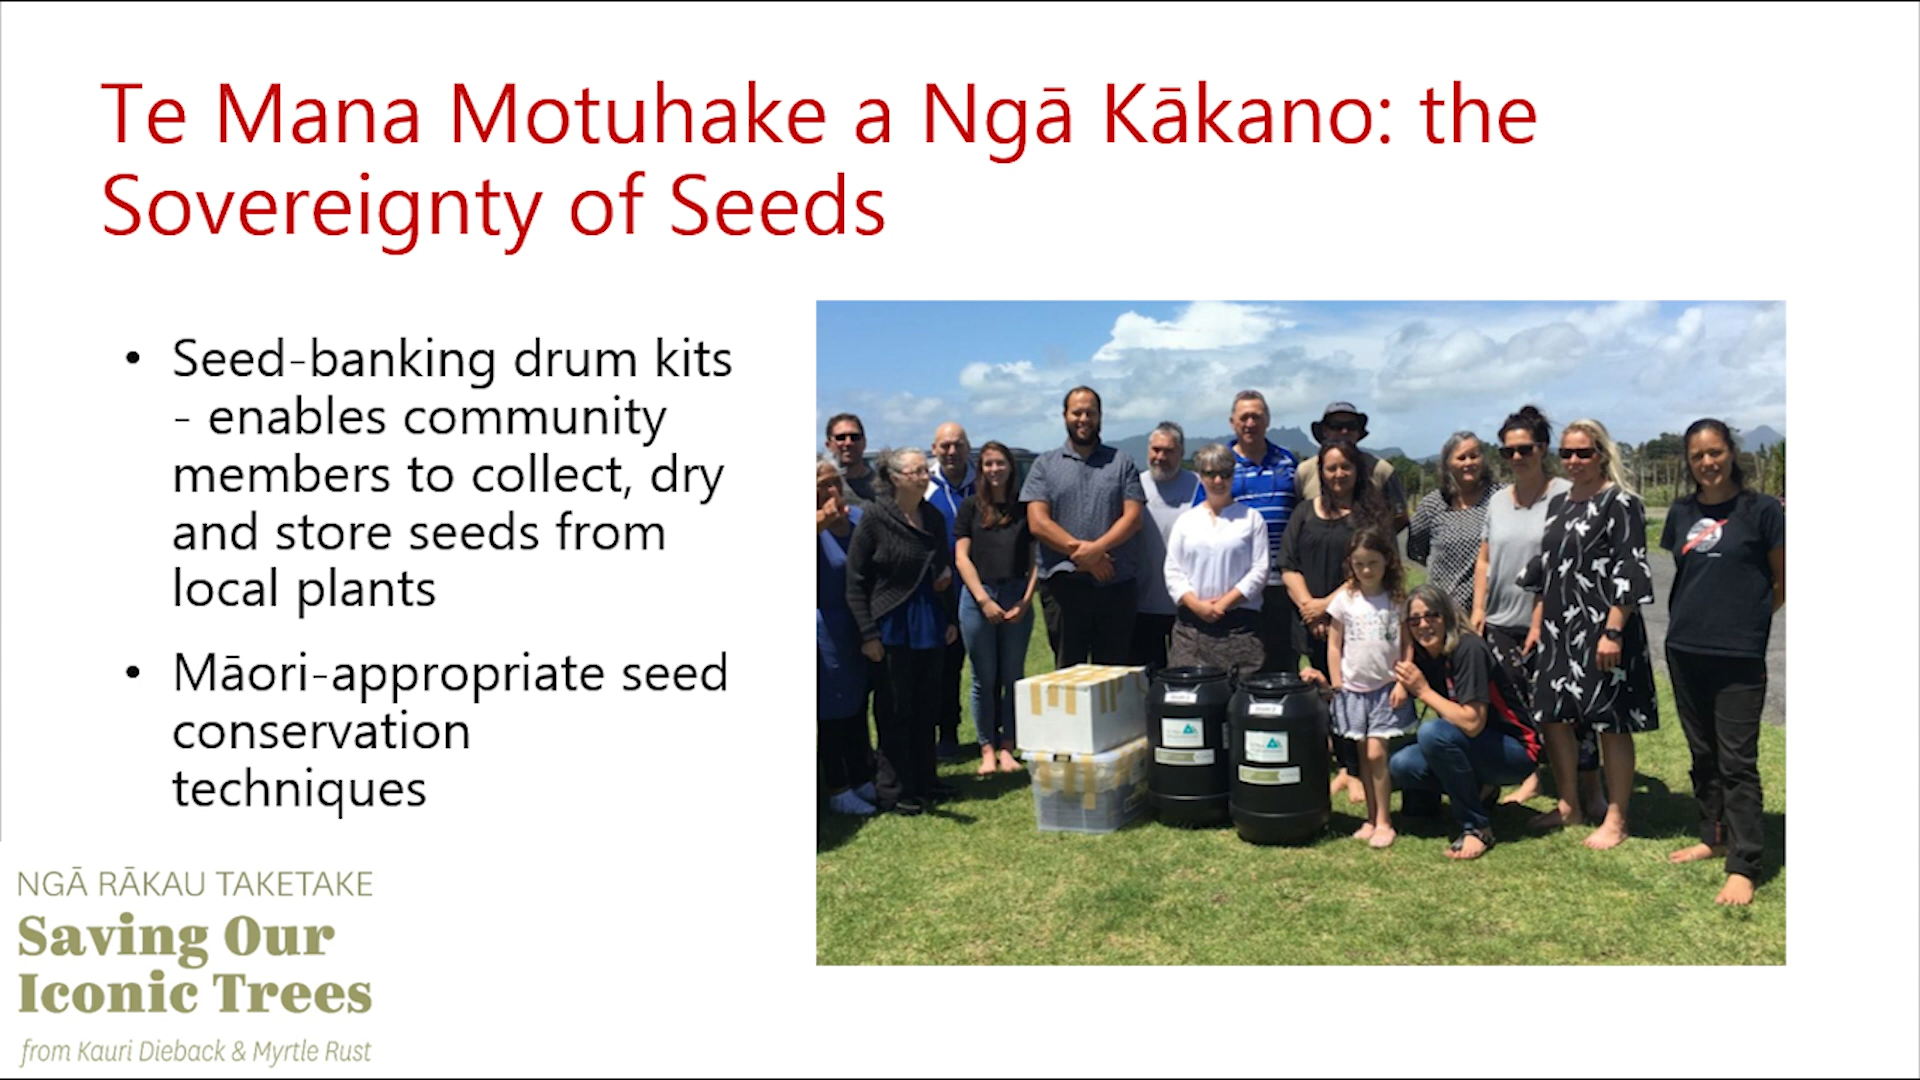 Te Mana Motuhake a Ngā Kākano: the
Sovereignty of Seeds
• Seed-banking drum kits
- enables community
members to collect, dry
and store seeds from
local plants
• Māori-appropriate seed
conservation
techniques
NGĀ RĀKAU TAKETAKE
Saving Our
Iconic Trees
from Kauri Dieback & Myrtle Rust